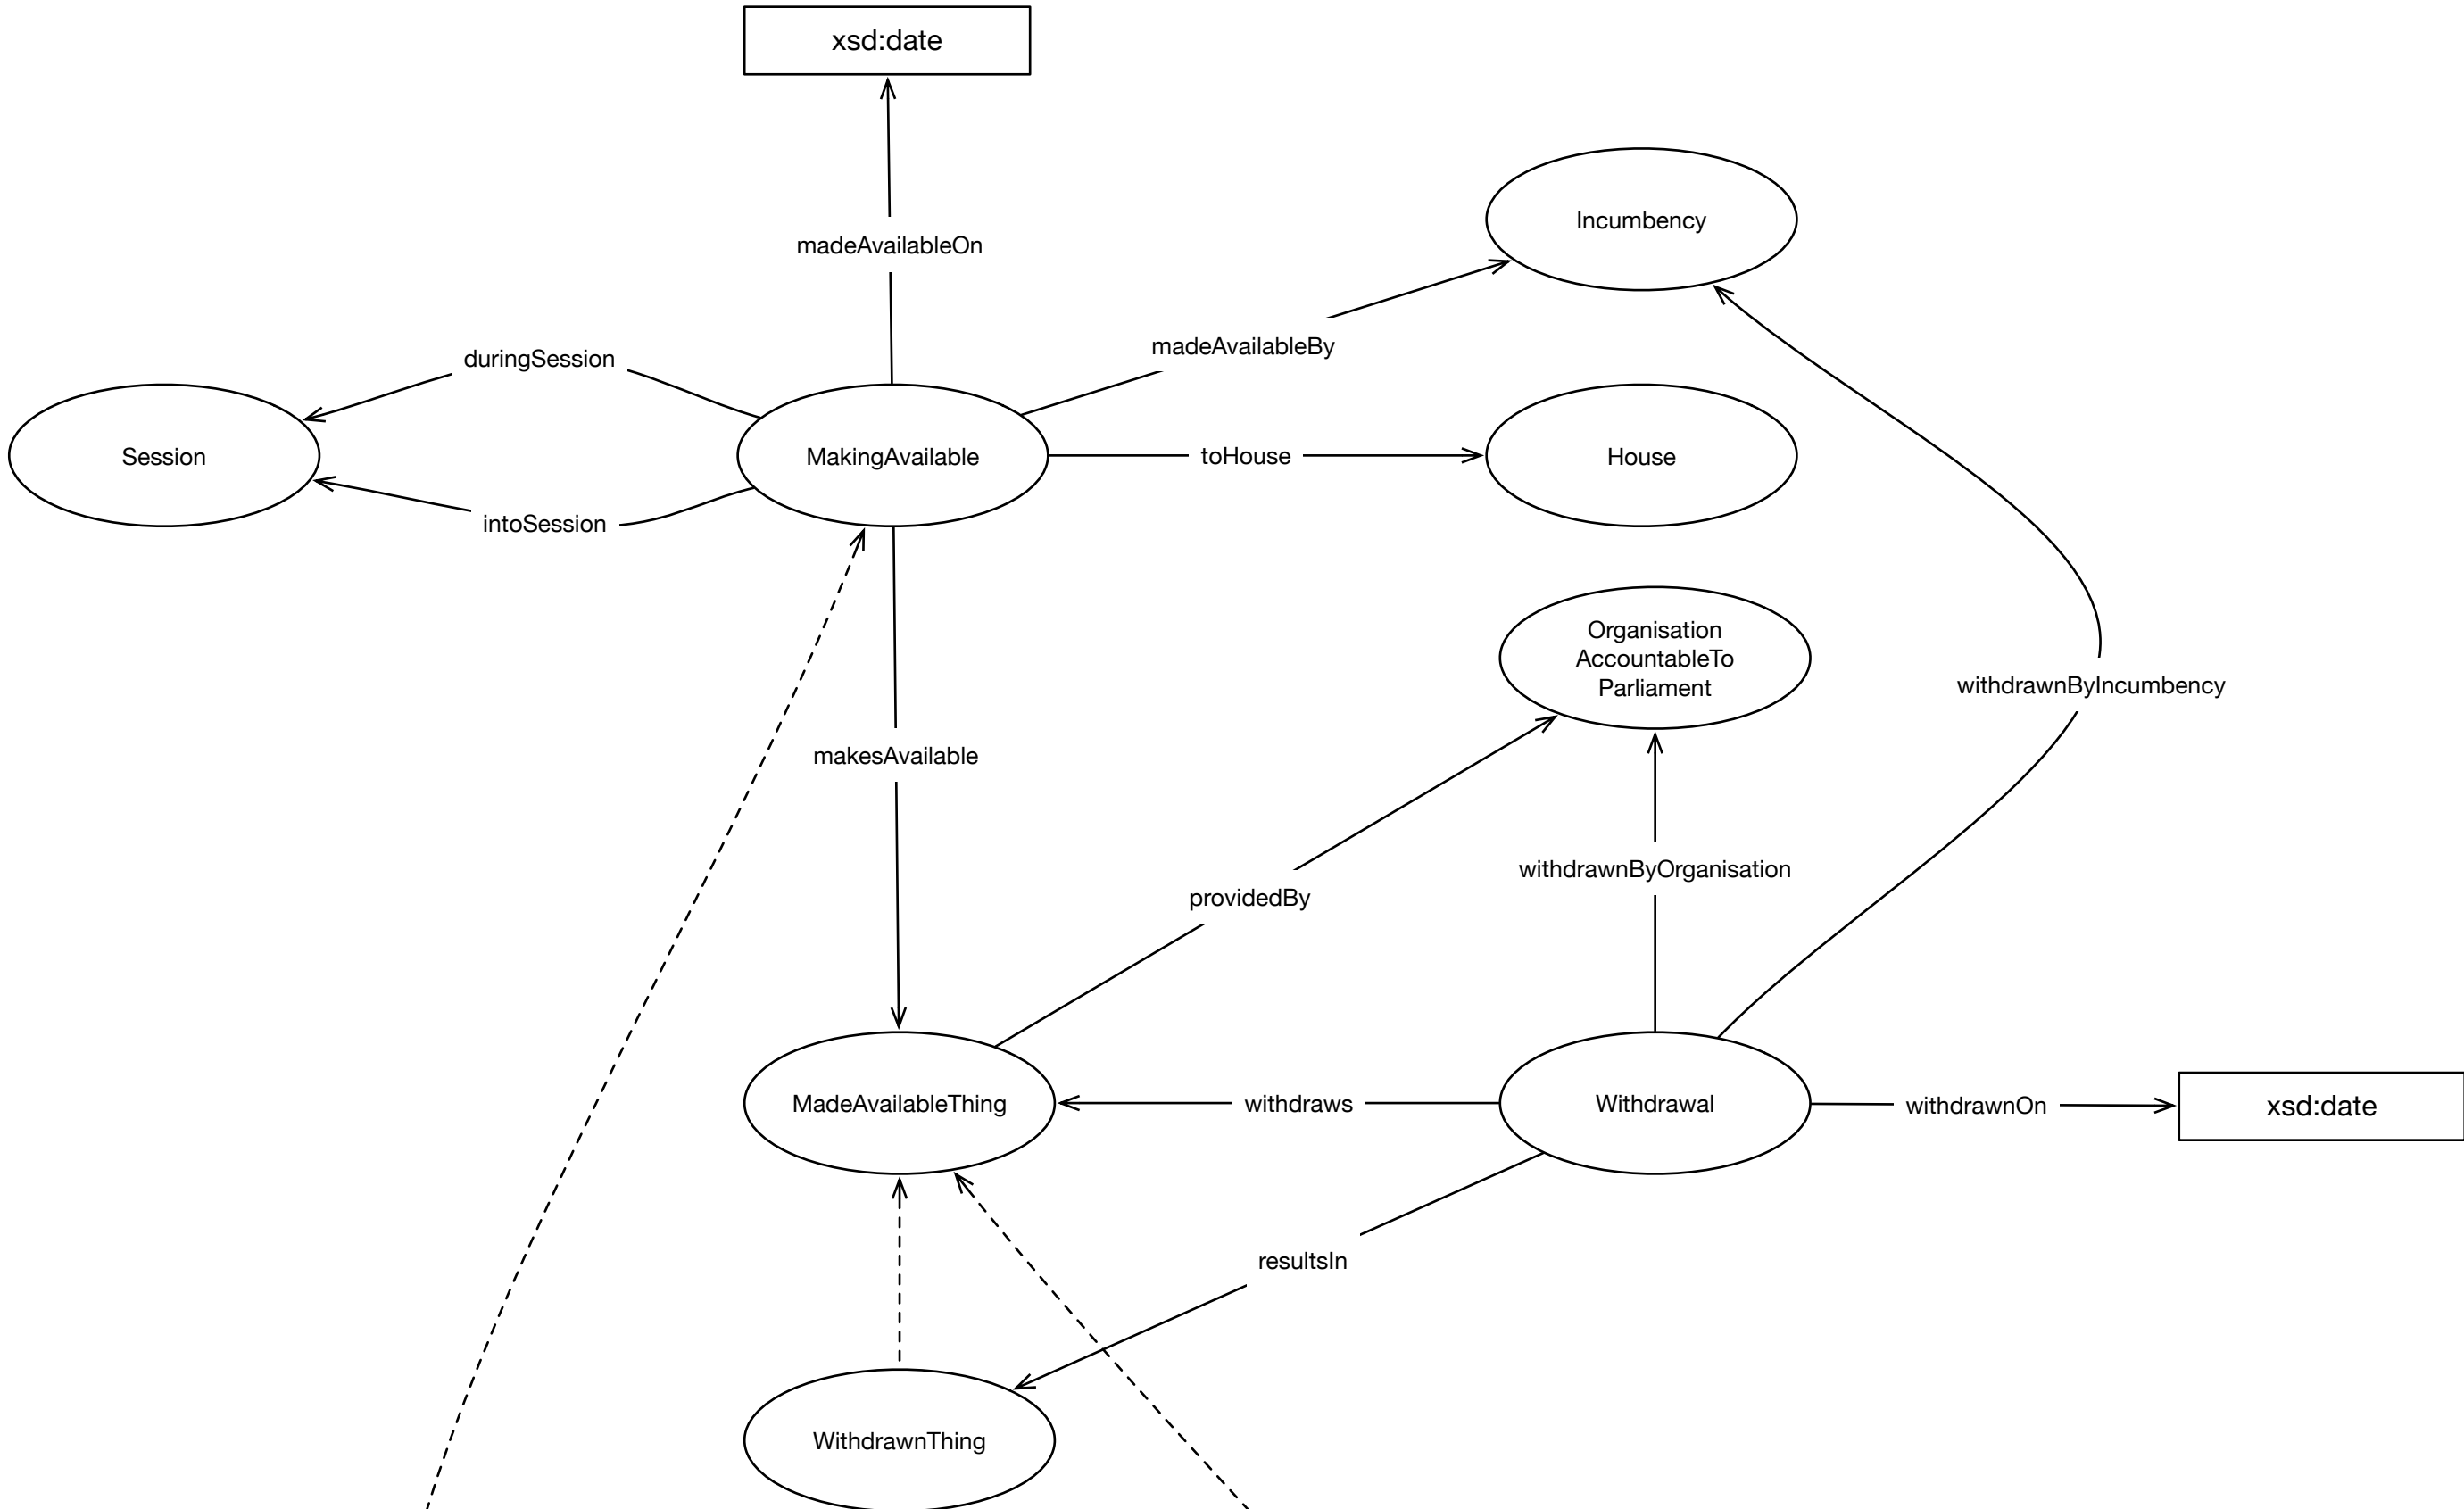 xsd:date
Incumbency
madeAvailableOn
madeAvailableBy
duringSession
Session
MakingAvailable
toHouse
House
intoSession
Organisation
AccountableTo
Parliament
withdrawnByIncumbency
makesAvailable
withdrawnByOrganisation
providedBy
MadeAvailableThing
withdraws
Withdrawal
withdrawnOn
xsd:date
resultsIn
WithdrawnThing